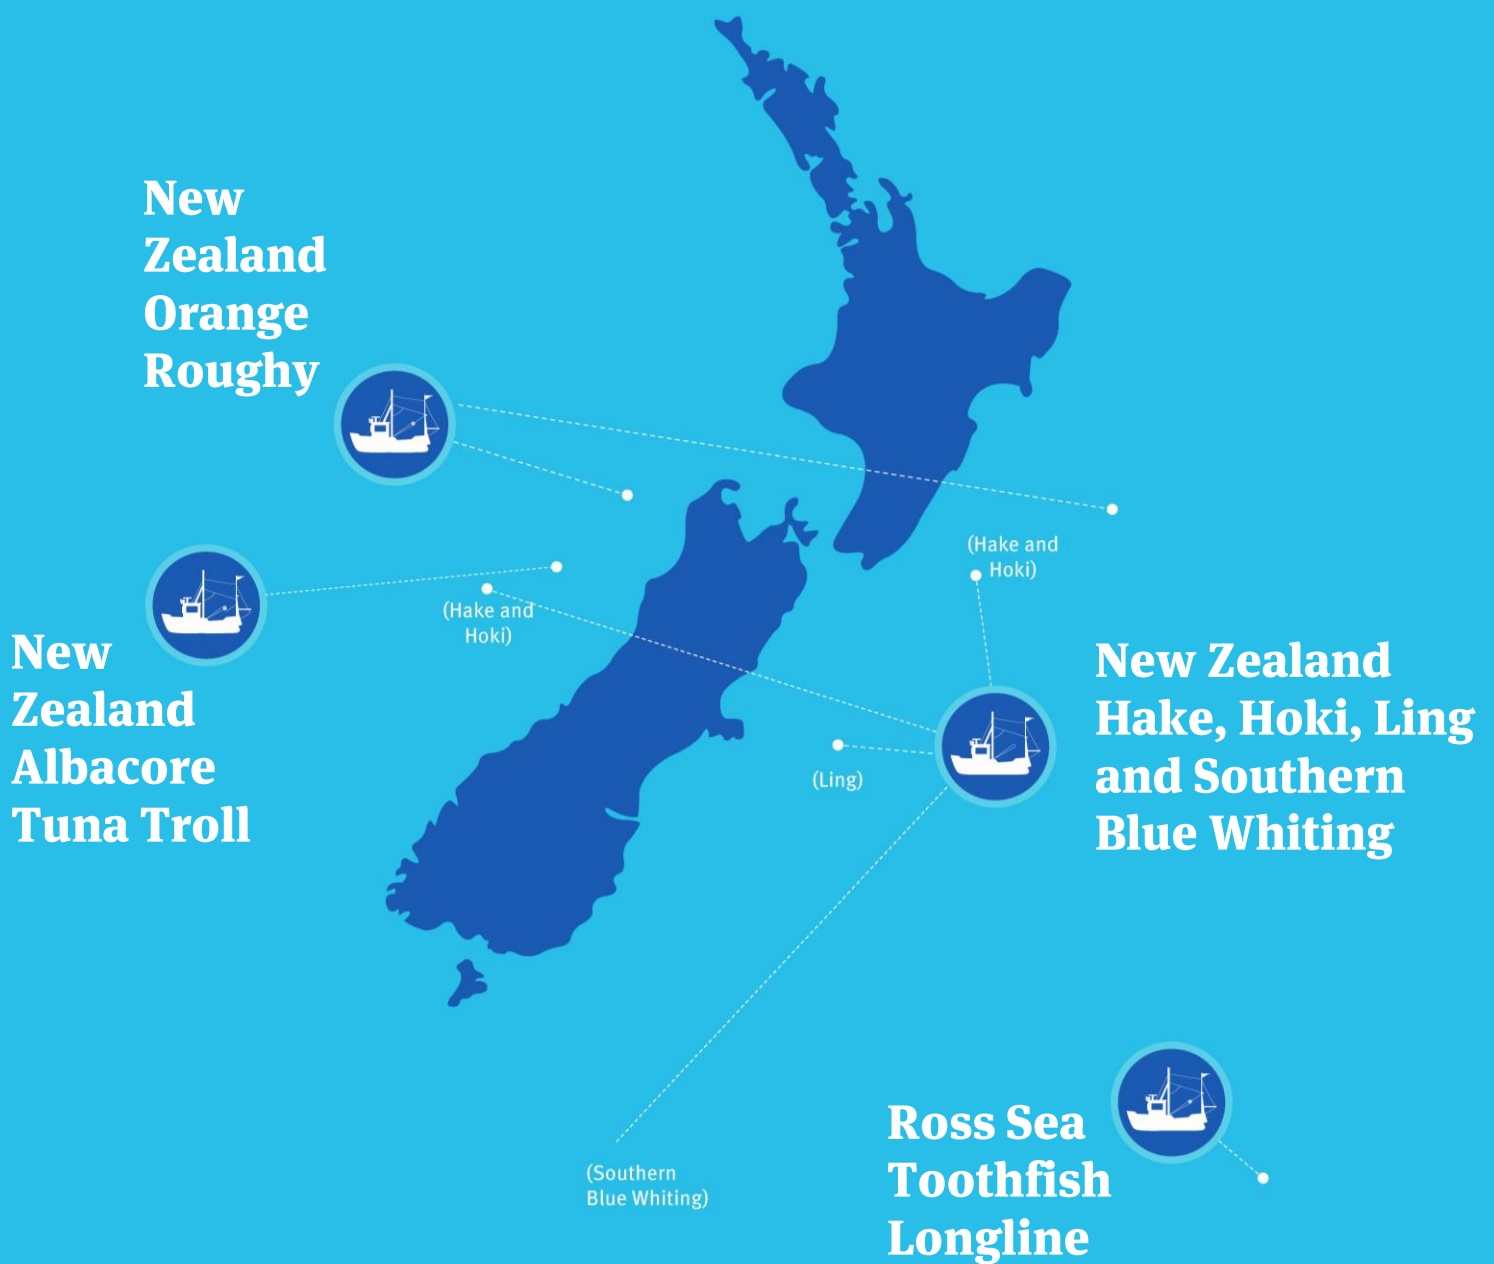 New
Zealand
Orange
Roughy
(Hake and
Hoki)
(Hake and
Hoki)
New
Zealand
Albacore
Tuna Troll
New Zealand
Hake, Hoki, Ling
and Southern
Blue Whiting
(Ling)
Ross Sea
Toothfish
Longline
(Southern
Blue Whiting)